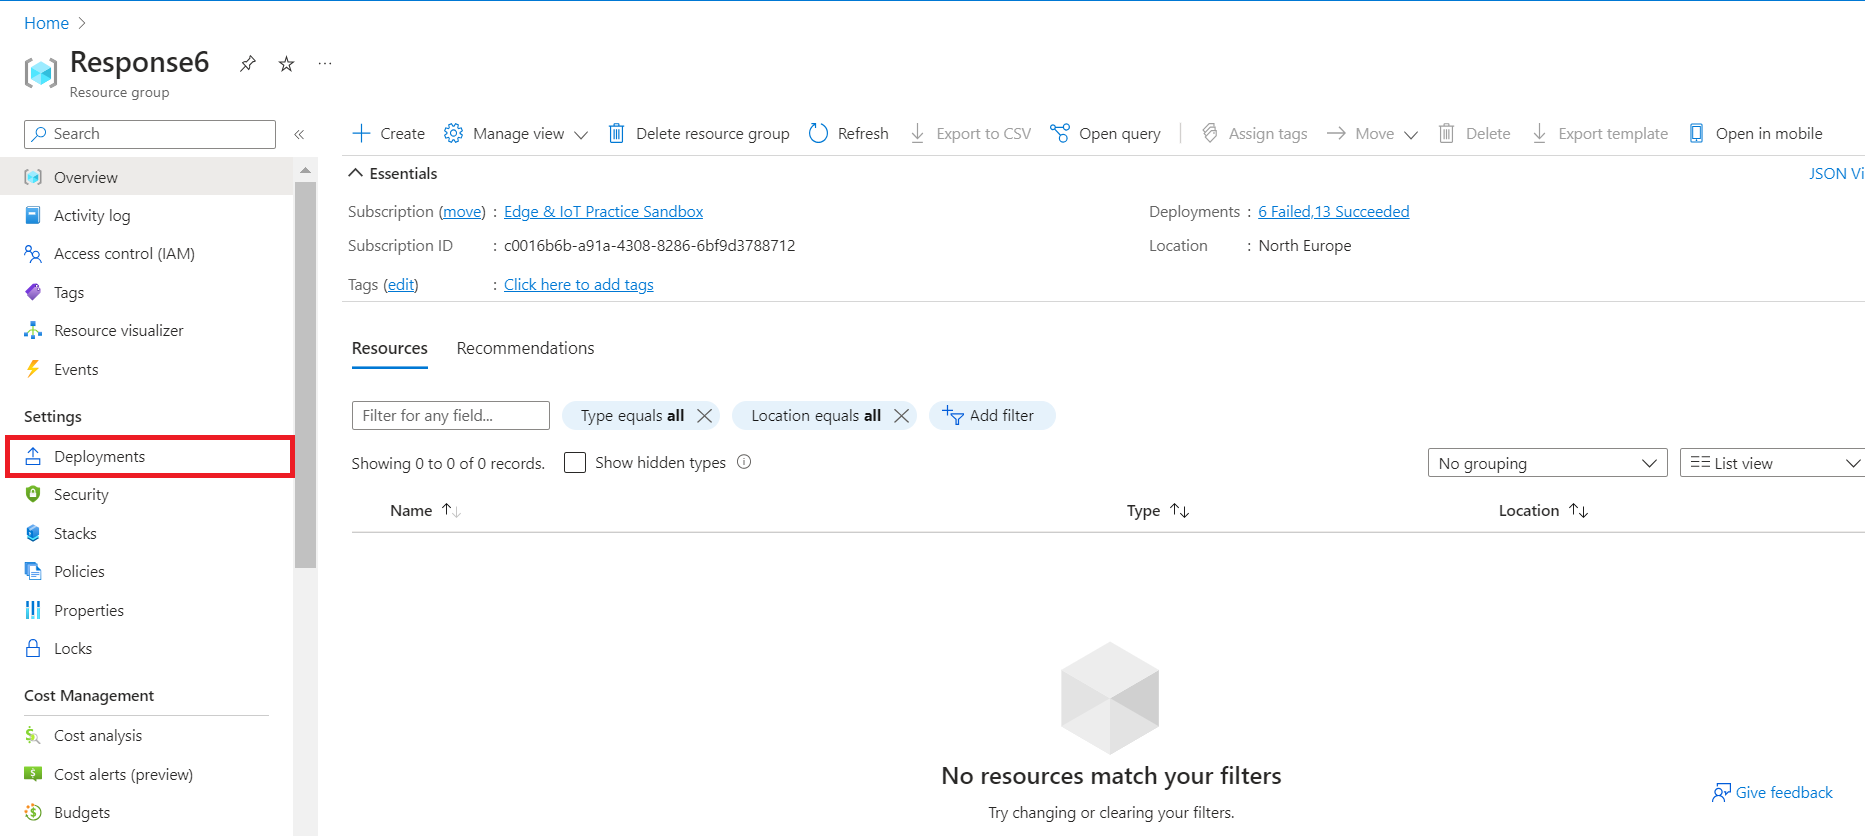 Home
Response6
Resource group
Search
Overview
Activity log
Access control (IAM)
Tags
Resource visualizer
Events
Settings
Deployments
Security
Stacks
Policies
Properties
Locks
Cost Management
Cost analysis
Cost alerts (preview)
Budgets
Create Manage view Delete resource group Refresh Export to CSV Open query Assign tags Move Delete Export template Open in mobile
Essentials
JSON Vi
Subscription (move) : Edge & IoT Practice Sandbox
Deployments : 6 Failed,13 Succeeded
Subscription ID : c0016b6b-a91a-4308-8286-6bf9d3788712
Location : North Europe
Tags (edit) : Click here to add tags
Resources Recommendations
Filter for any field... Type equals all Location equals all Add filter
Showing 0 to 0 of 0 records. Show hidden types
No grouping List view
Name Type Location
No resources match your filters
Try changing or clearing your filters.
Give feedback